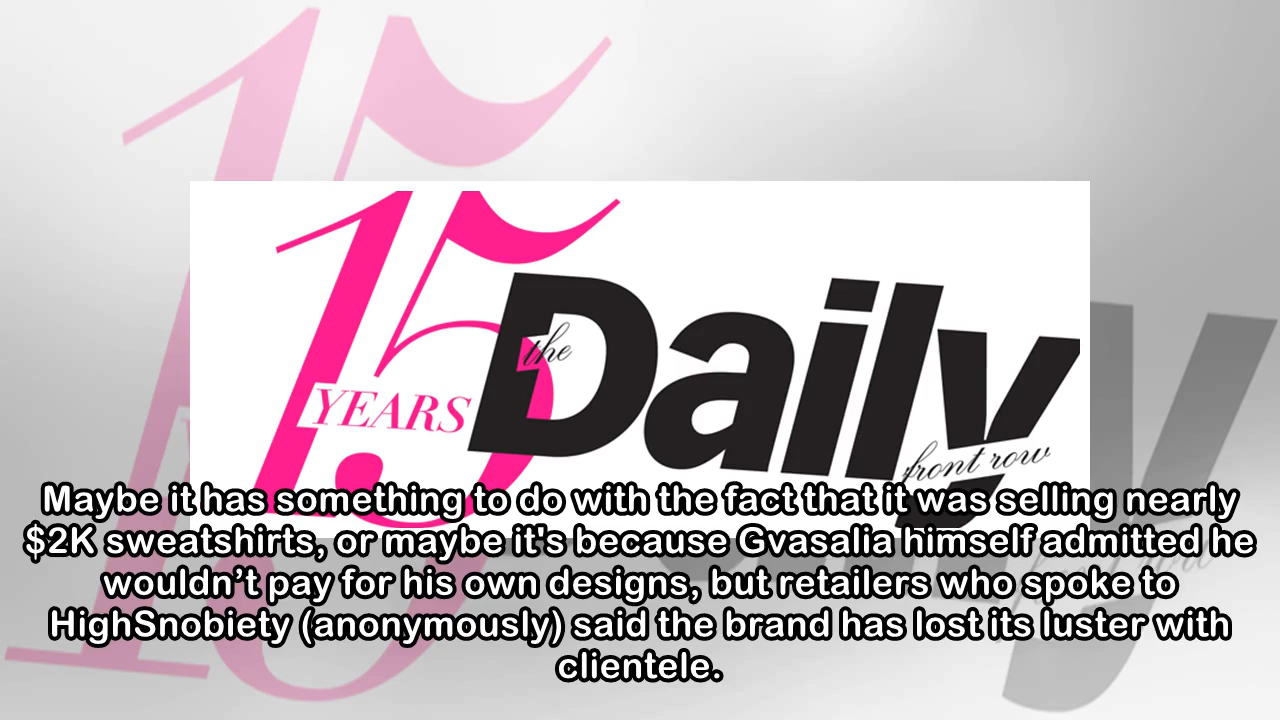 15
YEARS
the
Daily
front row
Maybe it has something to do with the fact that it was selling nearly
$2K sweatshirts, or maybe it's because Gvasalia himself admitted he
wouldn’t pay for his own designs, but retailers who spoke to
HighSnobiety (anonymously) said the brand has lost its luster with
clientele.